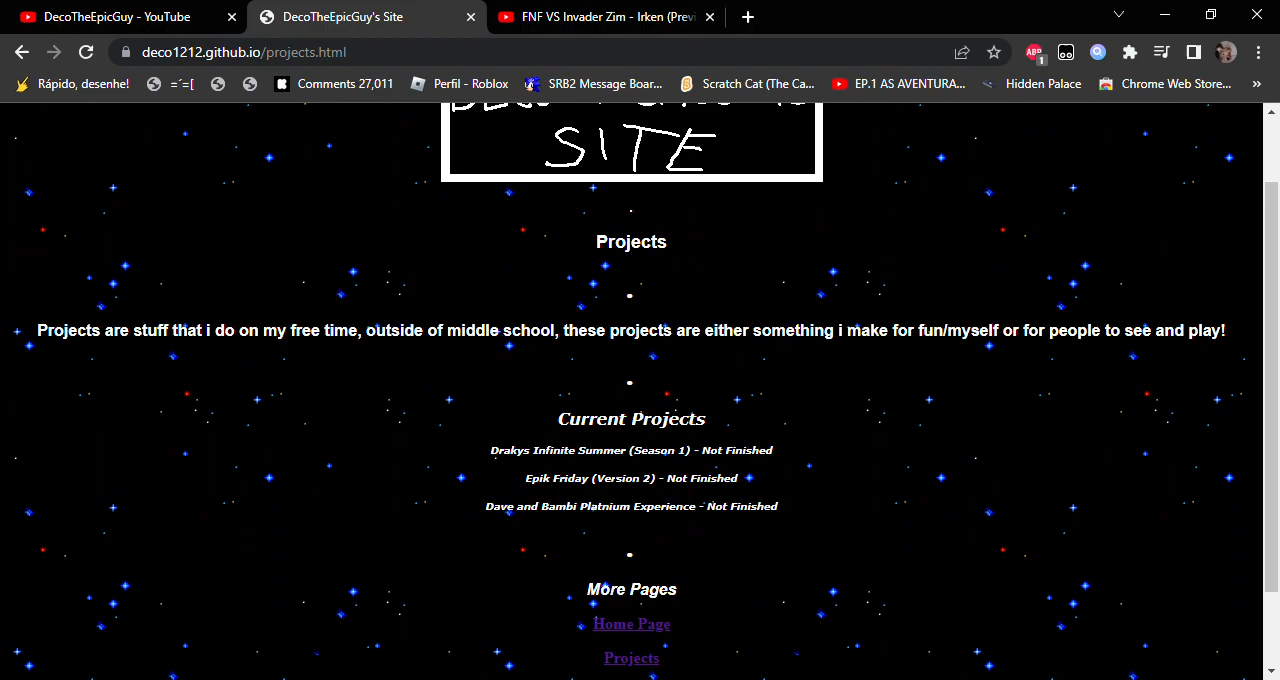 DecoTheEpicGuy - YouTube
DecoTheEpicGuy's Site
FNF VS Invader Zim - Irken (Previ
deco1212.github.io/projects.html
ABP
1
Rápido, desenhe!
=´=[
Comments 27,011
Perfil - Roblox
SRB2 Message Boar...
Scratch Cat (The Ca...
EP.1 AS AVENTURA...
Hidden Palace
Chrome Web Store...
»
SITE
Projects
Projects are stuff that i do on my free time, outside of middle school, these projects are either something i make for fun/myself or for people to see and play!
Current Projects
Drakys Infinite Summer (Season 1) - Not Finished
Epik Friday (Version 2) - Not Finished
Dave and Bambi Platnium Experience - Not Finished
More Pages
Home Page
Projects